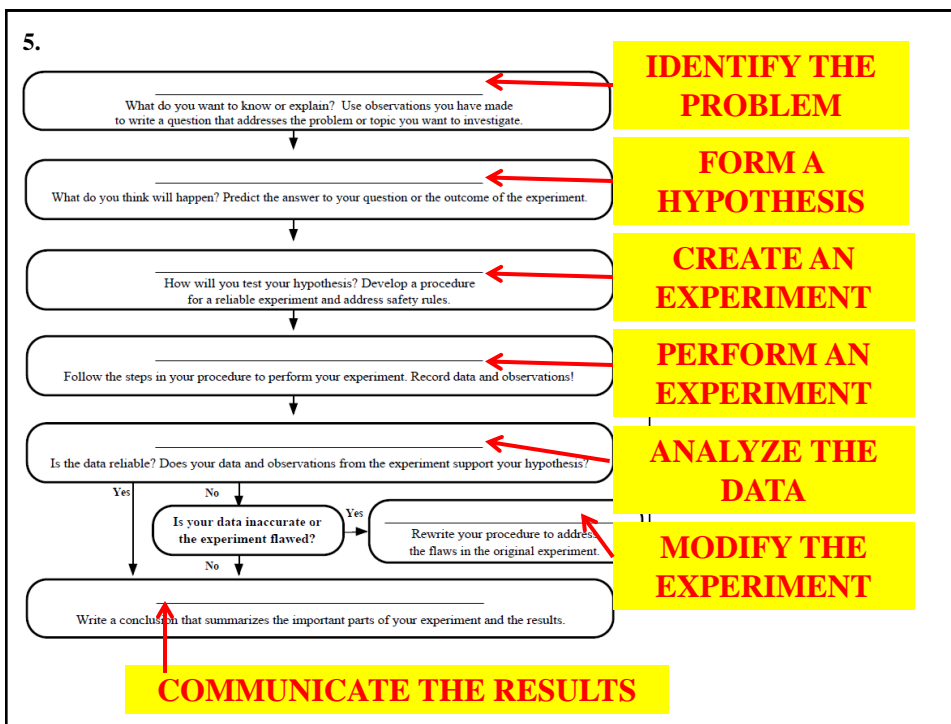 5.
IDENTIFY THE
PROBLEM
What do you want to know or explain? Use observations you have made
to write a question that addresses the problem or topic you want to investigate.
FORM A
HYPOTHESIS
What do you think will happen? Predict the answer to your question or the outcome of the experiment.
CREATE AN
EXPERIMENT
How will you test your hypothesis? Develop a procedure
for a reliable experiment and address safety rules.
PERFORM AN
EXPERIMENT
Follow the steps in your procedure to perform your experiment. Record data and observations!
ANALYZE THE
DATA
Is the data reliable? Does your data and observations from the experiment support your hypothesis?
Yes
No
Is your data inaccurate or
the experiment flawed?
Yes
No
MODIFY THE
EXPERIMENT
Rewrite your procedure to address
the flaws in the original experiment.
Write a conclusion that summarizes the important parts of your experiment and the results.
COMMUNICATE THE RESULTS